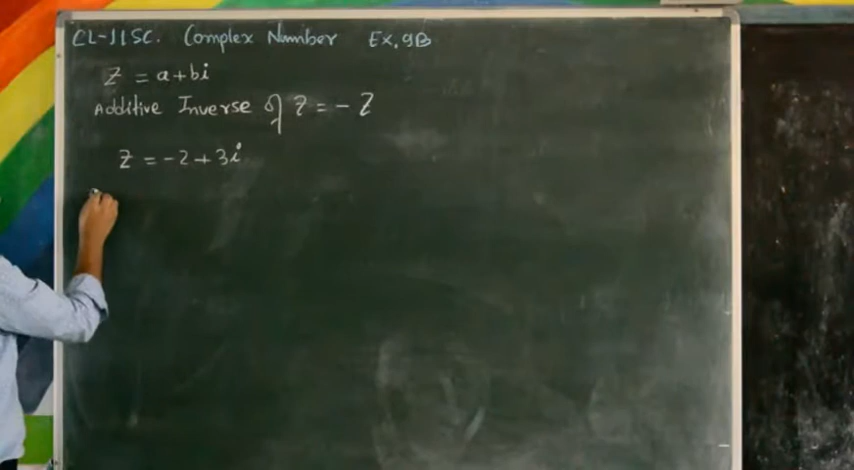 CL-11SC. Complex Number Ex.9B
Z = a+bi
Additive Inverse of Z = - Z
Z = -2+3i